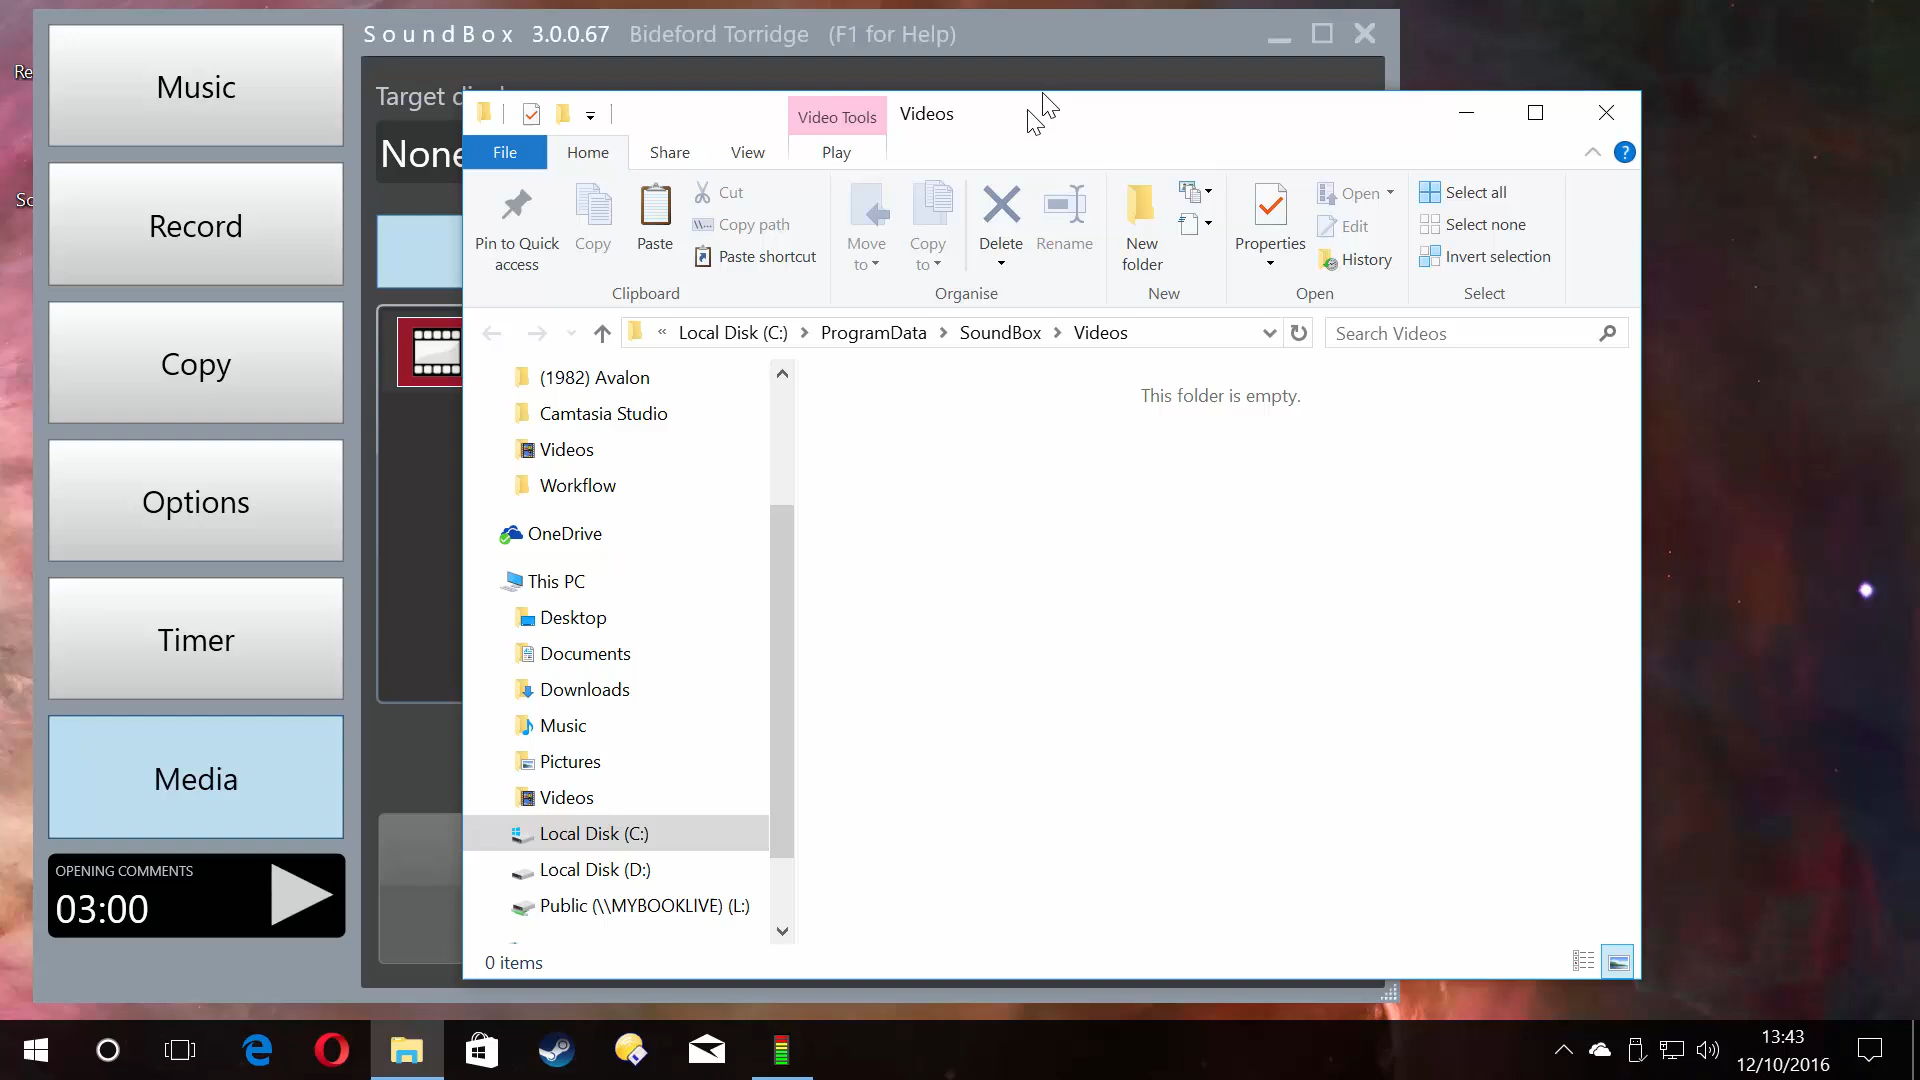 SoundBox 3.0.0.67 Bideford Torridge (F1 for Help)
Music
Record
Copy
Options
Timer
Media
OPENING COMMENTS
03:00
Re
Target
None
Video Tools
Videos
File
Home
Share
View
Play
?
Pin to Quick access
Copy
Paste
Cut
Copy path
Paste shortcut
Clipboard
Move to
Copy to
Delete
Rename
Organise
New folder
New
Properties
Open
Edit
History
Open
Select all
Select none
Invert selection
Select
« Local Disk (C:) > ProgramData > SoundBox > Videos
Search Videos
(1982) Avalon
Camtasia Studio
Videos
Workflow
OneDrive
This PC
Desktop
Documents
Downloads
Music
Pictures
Videos
Local Disk (C:)
Local Disk (D:)
Public (\\MYBOOKLIVE) (L:)
This folder is empty.
0 items
13:43
12/10/2016